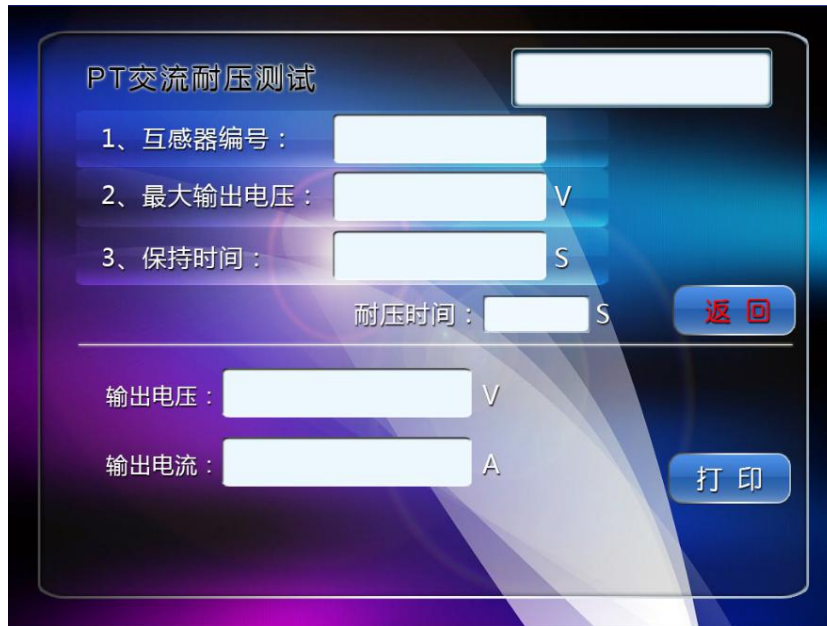 PT交流耐压测试
1、互感器编号：
2、最大输出电压： V
3、保持时间： S
耐压时间： S
返回
输出电压： V
输出电流： A
打印